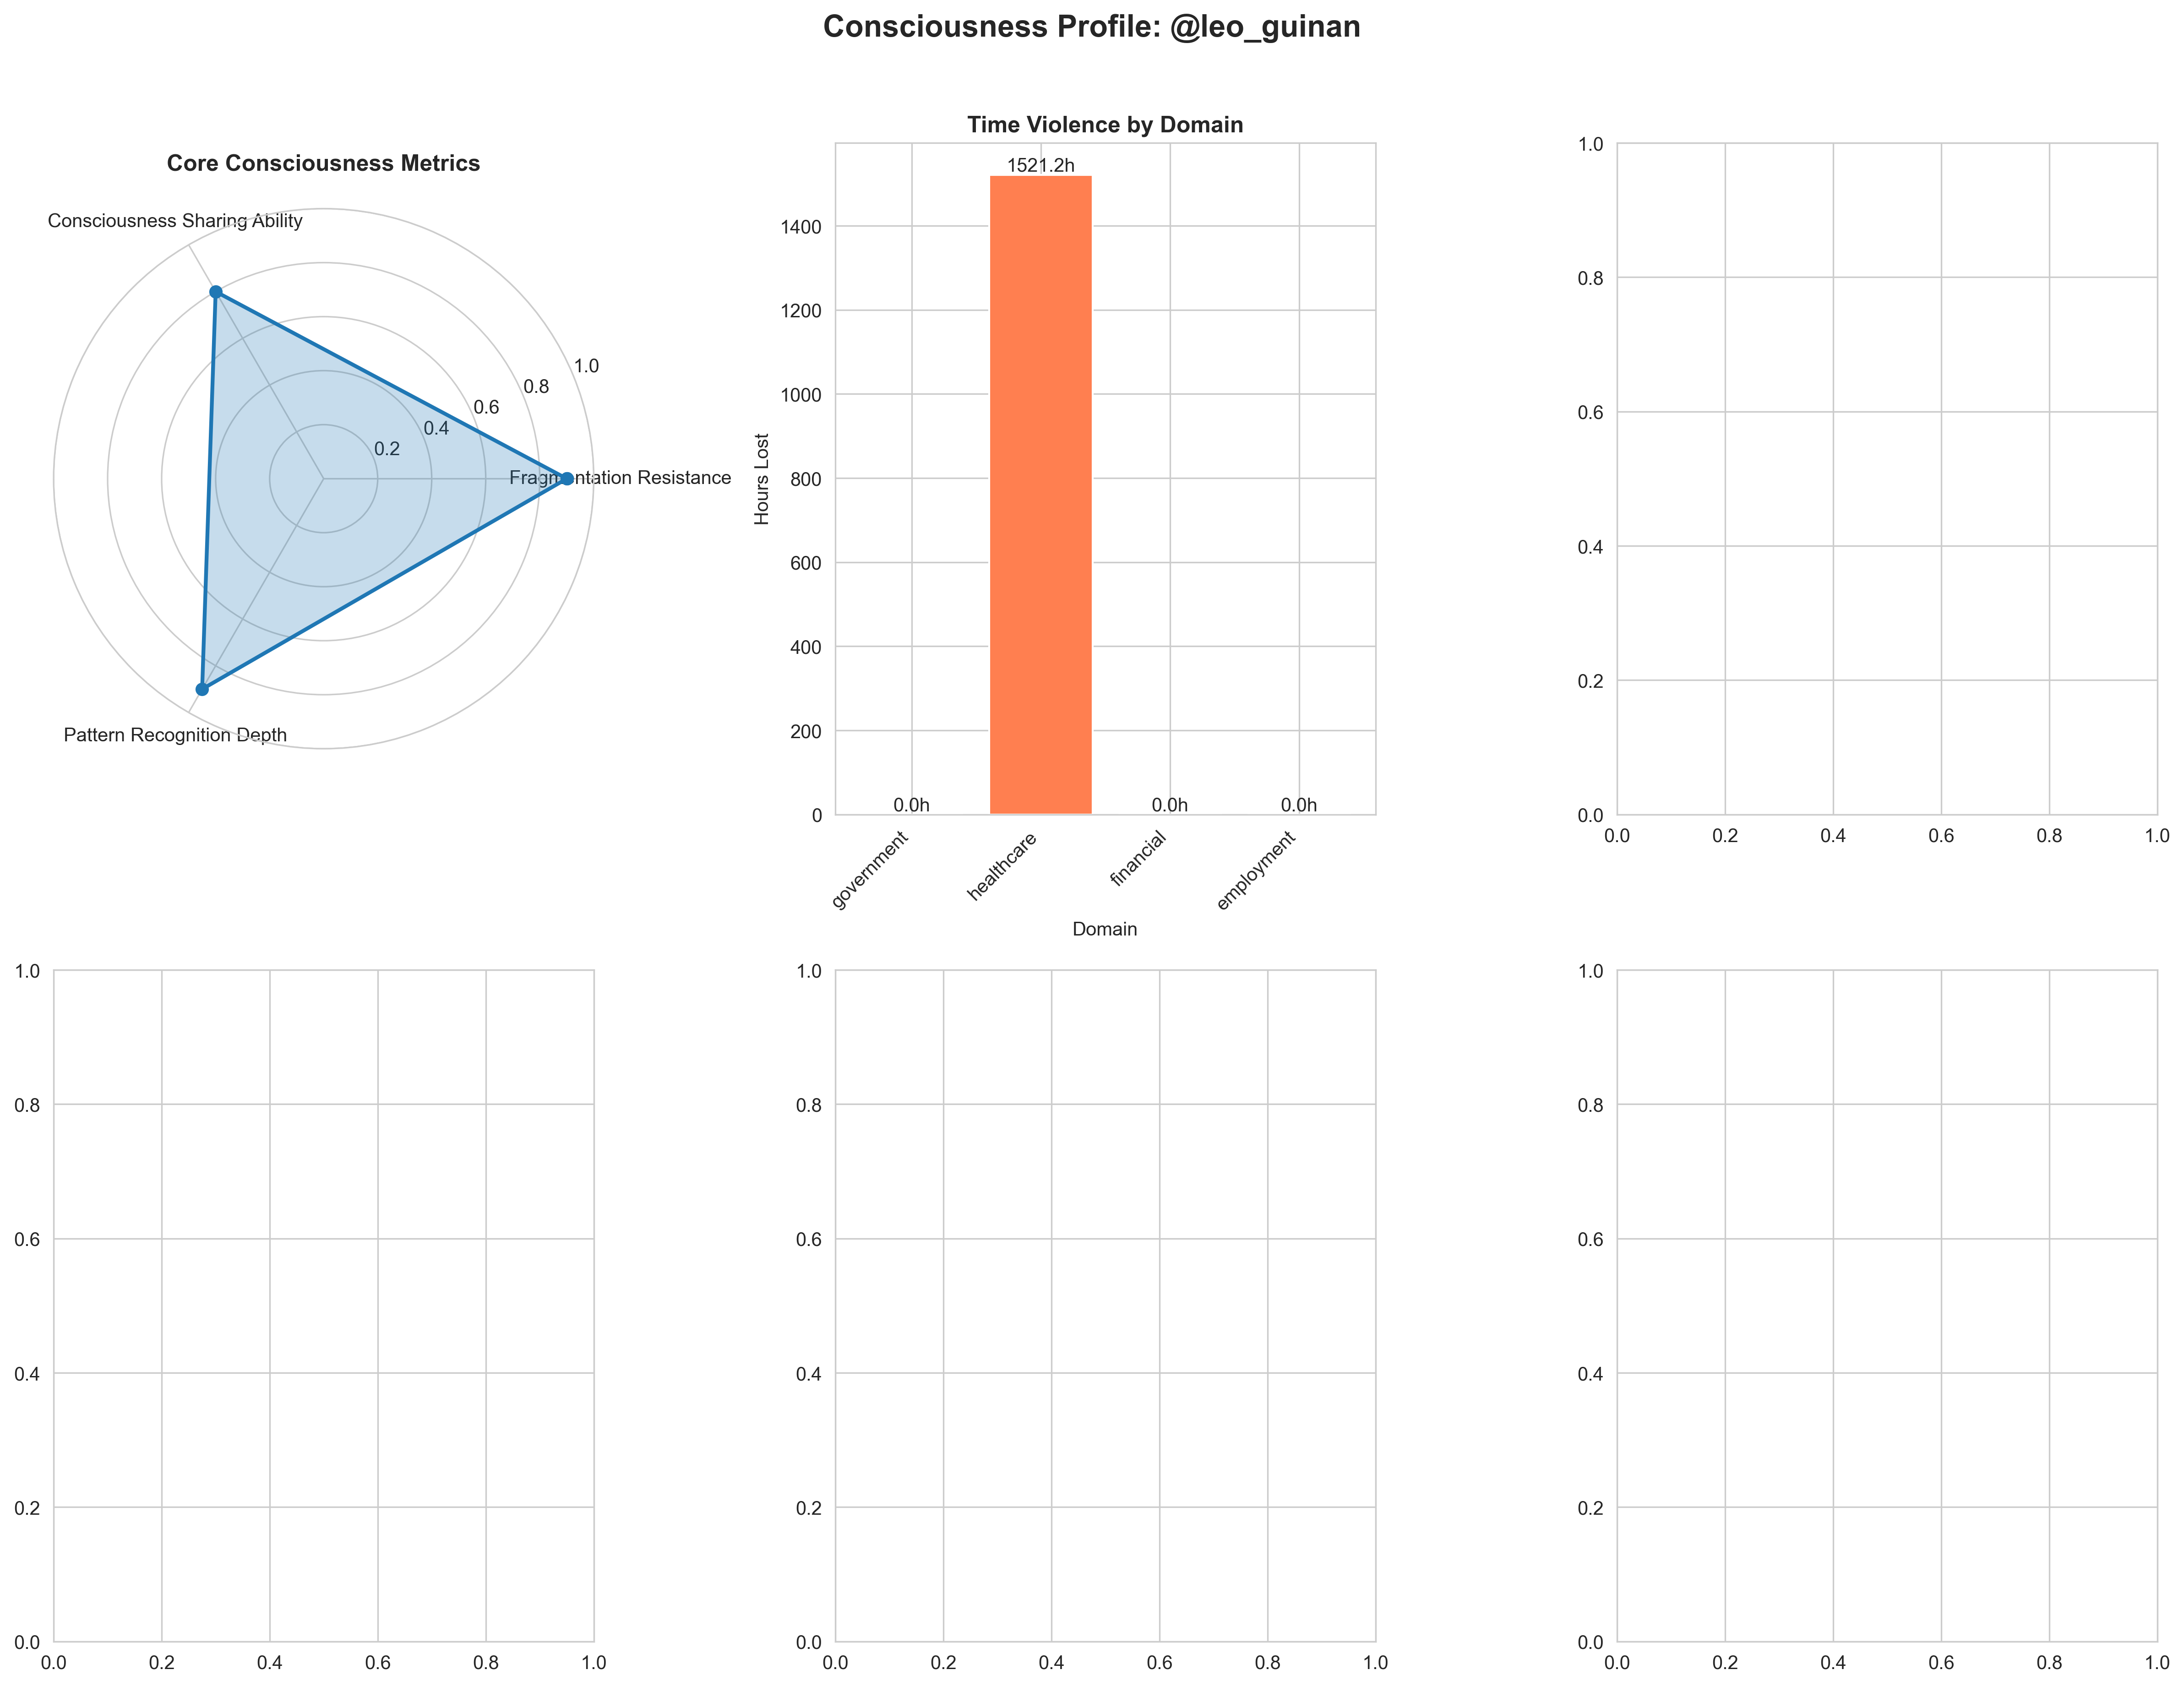 Consciousness Profile: @leo_guinan
Core Consciousness Metrics
Consciousness Sharing Ability
1.0
0.8
0.6
0.4
0.2
Fragmentation Resistance
Pattern Recognition Depth
Time Violence by Domain
1521.2h
1400
1200
1000
800
600
400
200
0
Hours Lost
0.0h
0.0h
0.0h
government
healthcare
financial
employment
Domain
1.0
0.8
0.6
0.4
0.2
0.0
0.0 0.2 0.4 0.6 0.8 1.0
1.0
0.8
0.6
0.4
0.2
0.0
0.0 0.2 0.4 0.6 0.8 1.0
1.0
0.8
0.6
0.4
0.2
0.0
0.0 0.2 0.4 0.6 0.8 1.0
1.0
0.8
0.6
0.4
0.2
0.0
0.0 0.2 0.4 0.6 0.8 1.0